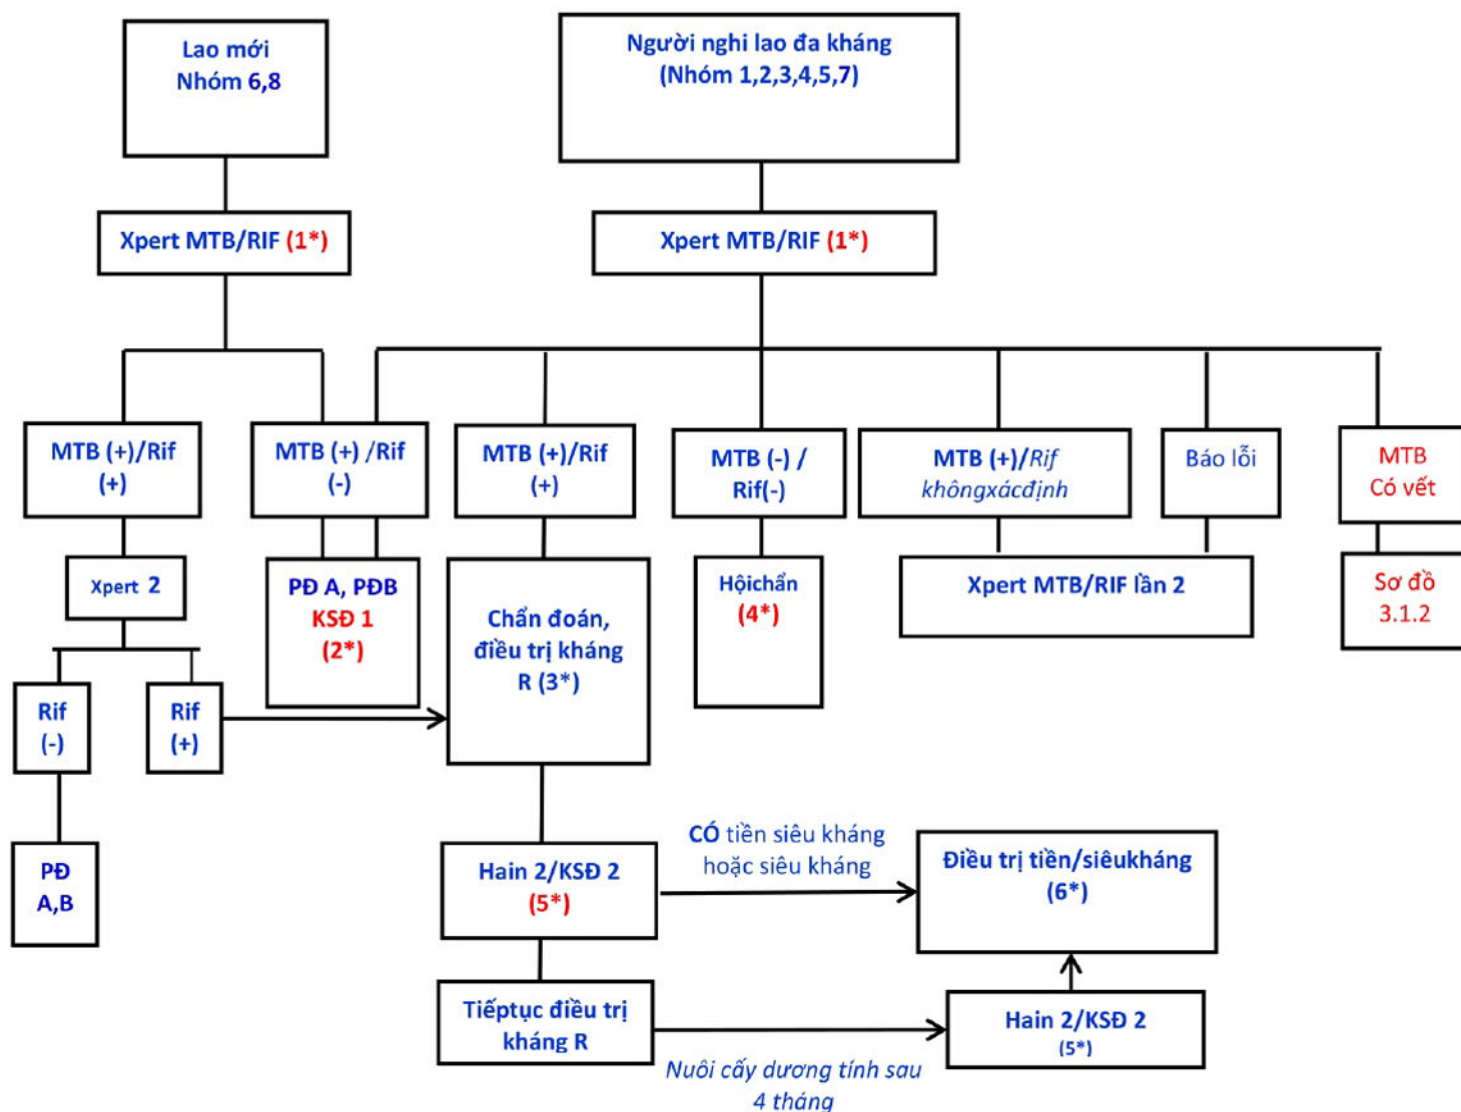 Lao mới
Nhóm 6,8
Người nghi lao đa kháng
(Nhóm 1,2,3,4,5,7)
Xpert MTB/RIF (1*)
Xpert MTB/RIF (1*)
MTB (+)/Rif
(+)
MTB (+) /Rif
(-)
MTB (+)/Rif
(+)
MTB (-) /
Rif(-)
MTB (+)/Rif
khôngxácđịnh
Báo lỗi
MTB
Có vết
Xpert 2
PĐ A, PĐB
KSĐ 1
(2*)
Chẩn đoán,
điều trị kháng
R (3*)
Hộichẩn
(4*)
Xpert MTB/RIF lần 2
Sơ đồ
3.1.2
Rif
(-)
Rif
(+)
PĐ
A,B
Hain 2/KSĐ 2
(5*)
CÓ tiền siêu kháng
hoặc siêu kháng
Điều trị tiền/siêukháng
(6*)
Tiếptục điều trị
kháng R
Nuôi cấy dương tính sau
4 tháng
Hain 2/KSĐ 2
(5*)